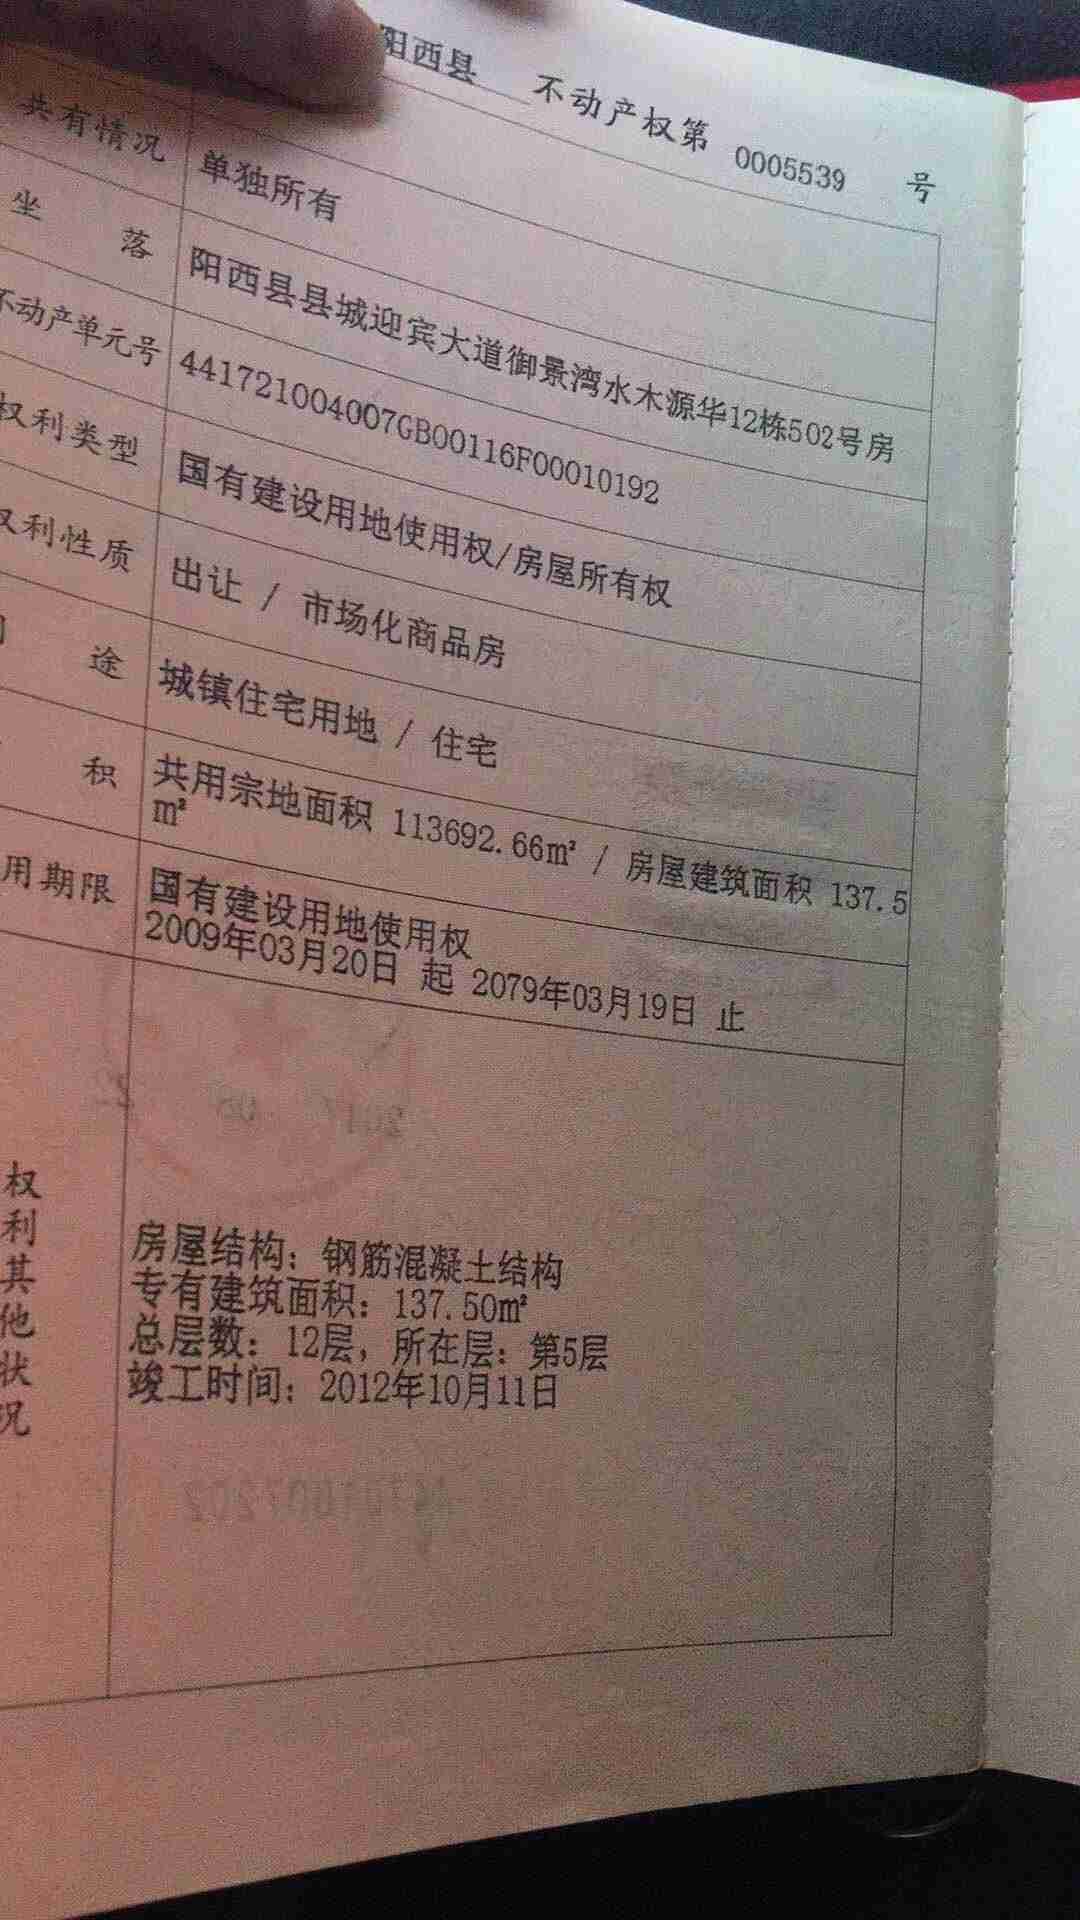 阳西县 不动产权第 0005539 号
共有情况 单独所有
坐落 阳西县县城迎宾大道御景湾水木源华12栋502号房
不动产单元号 441721004007GB00116F00010192
权利类型 国有建设用地使用权/房屋所有权
权利性质 出让 / 市场化商品房
途 城镇住宅用地 / 住宅
积 共用宗地面积 113692.66m² / 房屋建筑面积 137.5
m²
用期限 国有建设用地使用权
2009年03月20日 起 2079年03月19日 止
权利其他状况
房屋结构：钢筋混凝土结构
专有建筑面积：137.50m²
总层数：12层，所在层：第5层
竣工时间：2012年10月11日